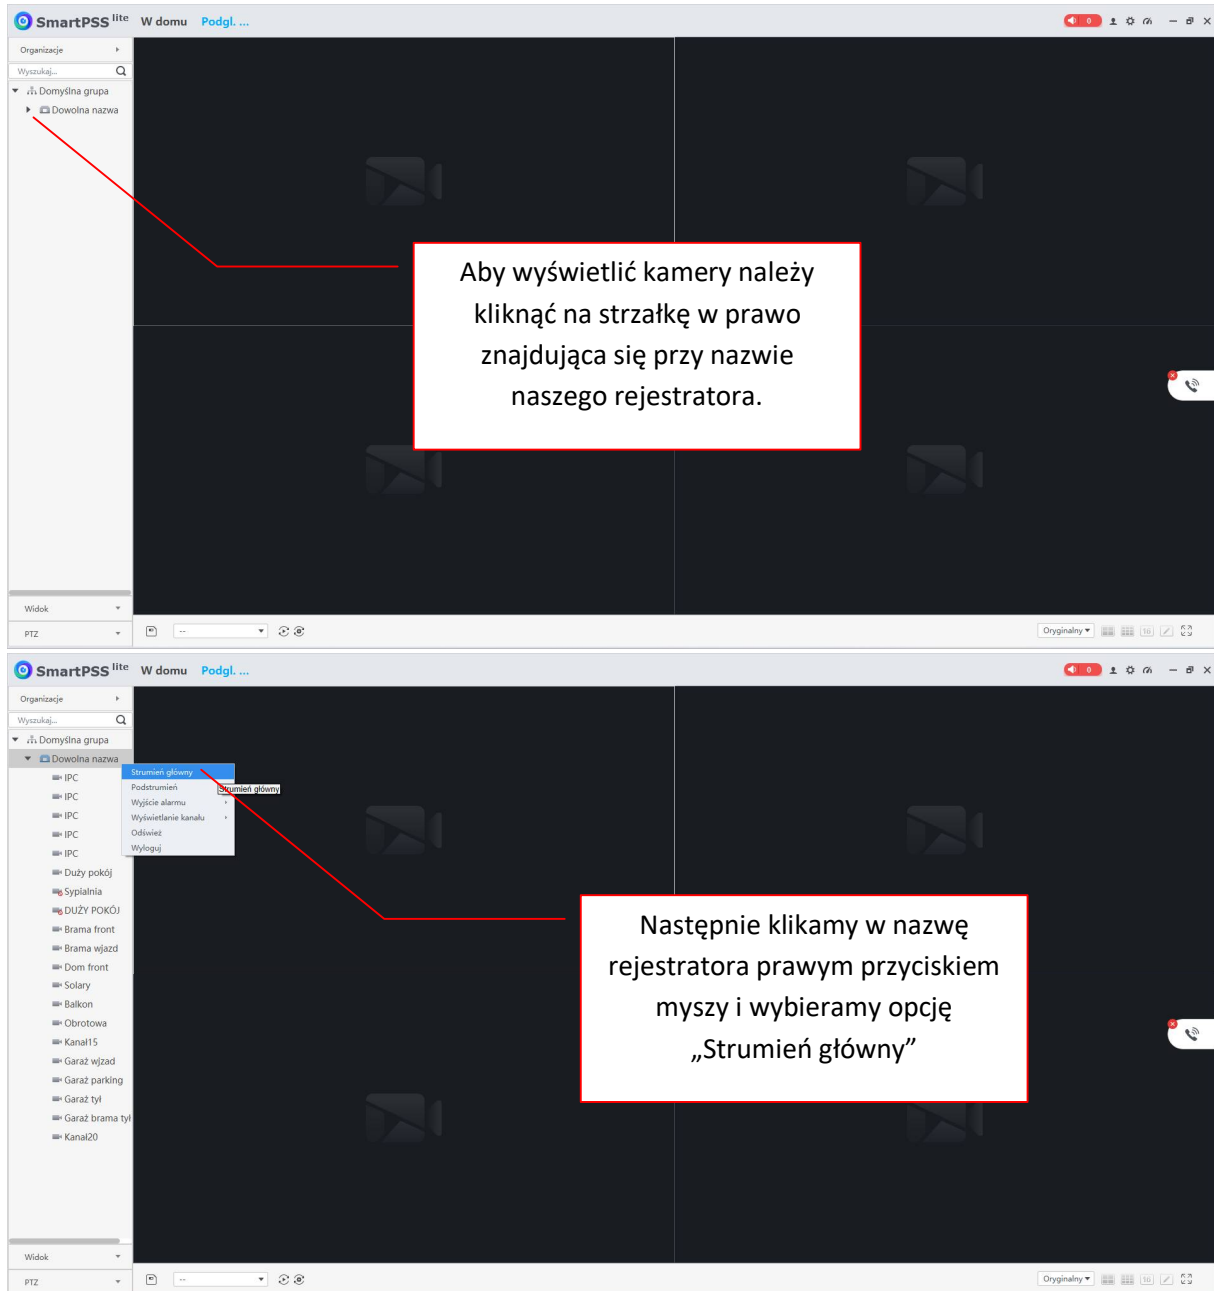 SmartPSS lite W domu Podgl. ...
0
Organizacje
Wyszukaj...
Domyślna grupa
Dowolna nazwa
Aby wyświetlić kamery należy
kliknąć na strzałkę w prawo
znajdująca się przy nazwie
naszego rejestratora.
Widok
PTZ
--
Oryginalny
SmartPSS lite W domu Podgl. ...
0
Organizacje
Wyszukaj...
Domyślna grupa
Dowolna nazwa
IPC
IPC
IPC
IPC
IPC
Duży pokój
Sypialnia
DUŻY POKÓJ
Brama front
Brama wjazd
Dom front
Solary
Balkon
Obrotowa
Kanał15
Garaż wjzad
Garaż parking
Garaż tył
Garaż brama tył
Kanał20
Strumień główny
Podstrumień
Strumień główny
Wyjście alarmu
Wyświetlanie kanału
Odśwież
Wyloguj
Następnie klikamy w nazwę
rejestratora prawym przyciskiem
myszy i wybieramy opcję
„Strumień główny”
Widok
PTZ
--
Oryginalny